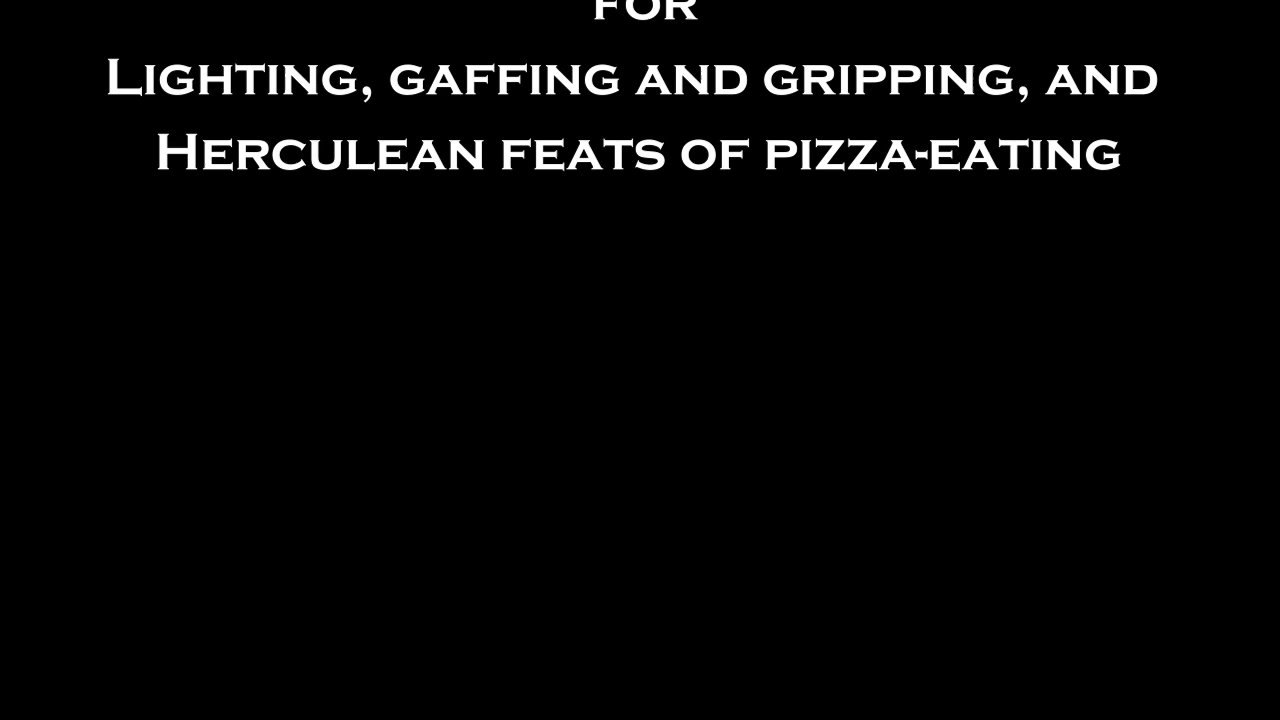 FOR
LIGHTING, GAFFING AND GRIPPING, AND
HERCULEAN FEATS OF PIZZA-EATING